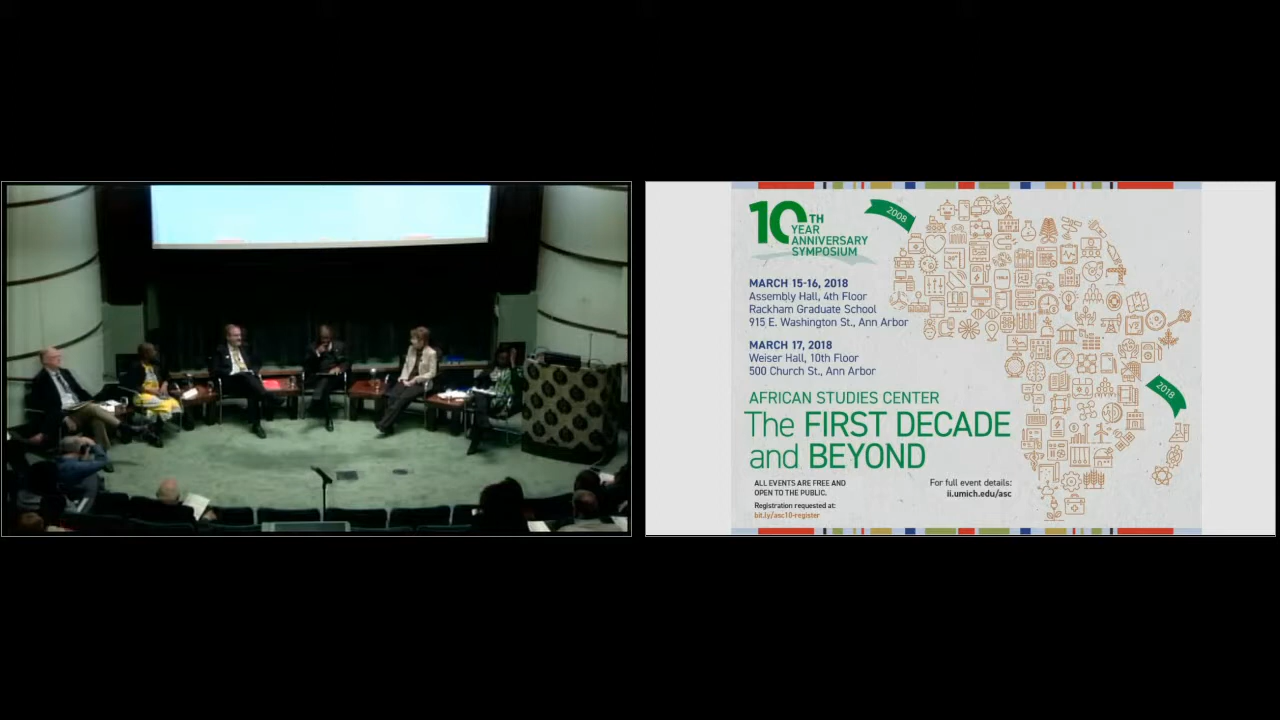 10TH
YEAR
ANNIVERSARY
SYMPOSIUM
2008
MARCH 15-16, 2018
Assembly Hall, 4th Floor
Rackham Graduate School
915 E. Washington St., Ann Arbor
MARCH 17, 2018
Weiser Hall, 10th Floor
500 Church St., Ann Arbor
2018
AFRICAN STUDIES CENTER
The FIRST DECADE
and BEYOND
ALL EVENTS ARE FREE AND
OPEN TO THE PUBLIC.
Registration requested at:
bit.ly/asc10-register
For full event details:
ii.umich.edu/asc